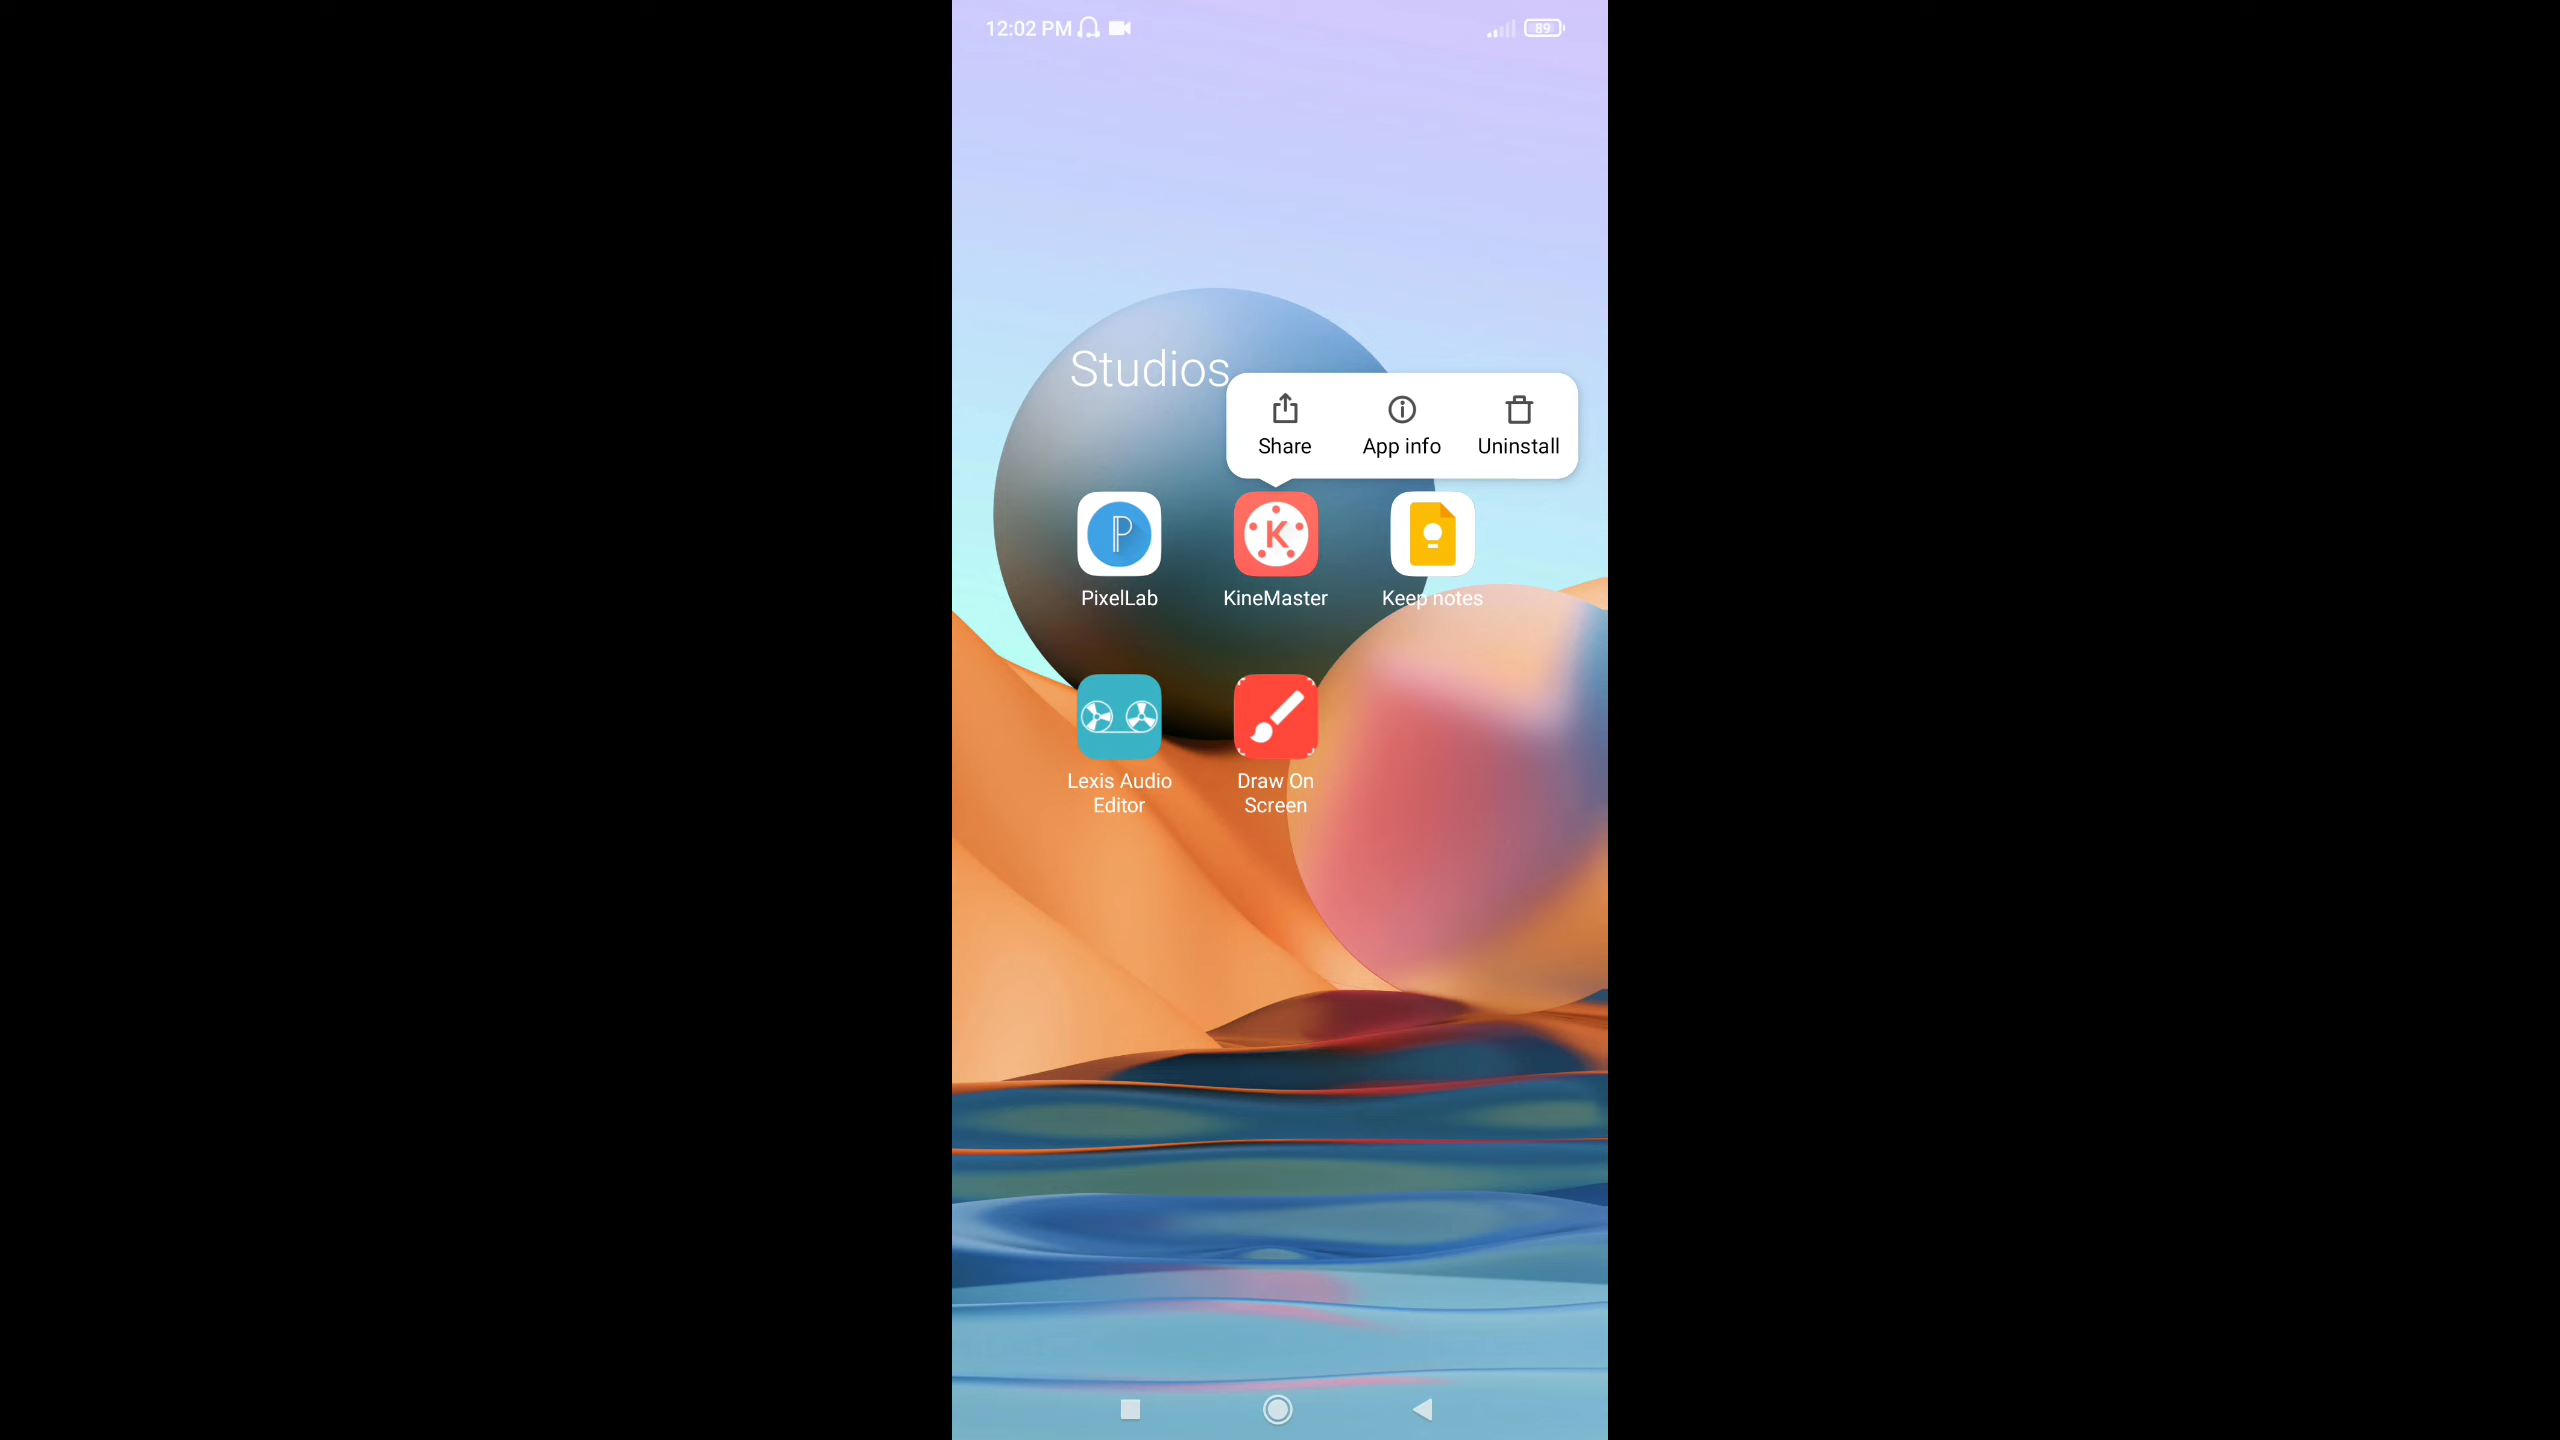 12:02 PM
89
Studios
Share
App info
Uninstall
P
K
PixelLab
KineMaster
Keep notes
Lexis Audio
Editor
Draw On
Screen